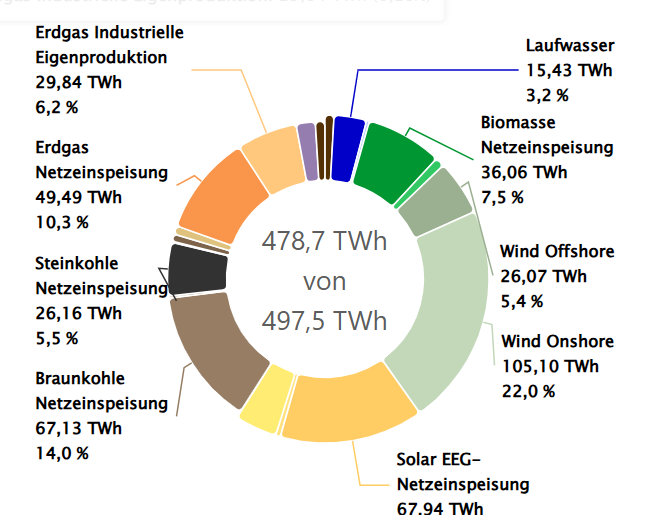 Erdgas Industrielle
Eigenproduktion
29,84 TWh
6,2 %
Laufwasser
15,43 TWh
3,2 %
Biomasse
Netzeinspeisung
36,06 TWh
7,5 %
Erdgas
Netzeinspeisung
49,49 TWh
10,3 %
478,7 TWh
von
497,5 TWh
Wind Offshore
26,07 TWh
5,4 %
Steinkohle
Netzeinspeisung
26,16 TWh
5,5 %
Wind Onshore
105,10 TWh
22,0 %
Braunkohle
Netzeinspeisung
67,13 TWh
14,0 %
Solar EEG-
Netzeinspeisung
67,94 TWh